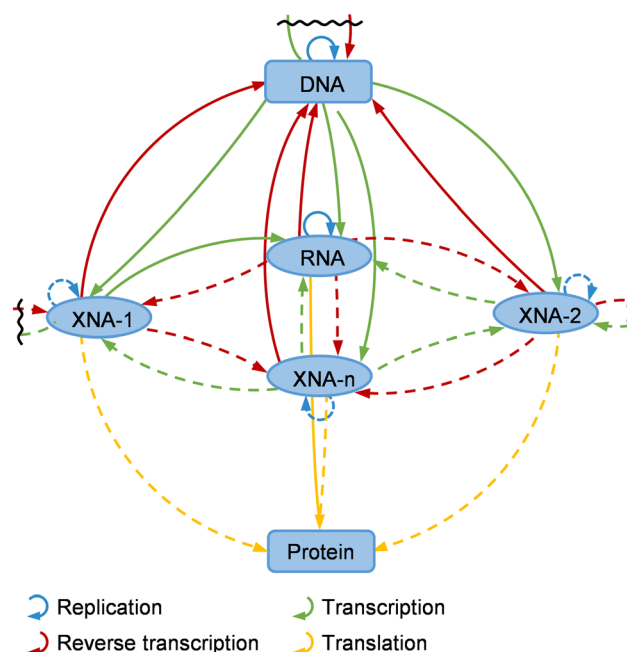 DNA
RNA
XNA-1
XNA-2
XNA-n
Protein
Replication
Transcription
Reverse transcription
Translation